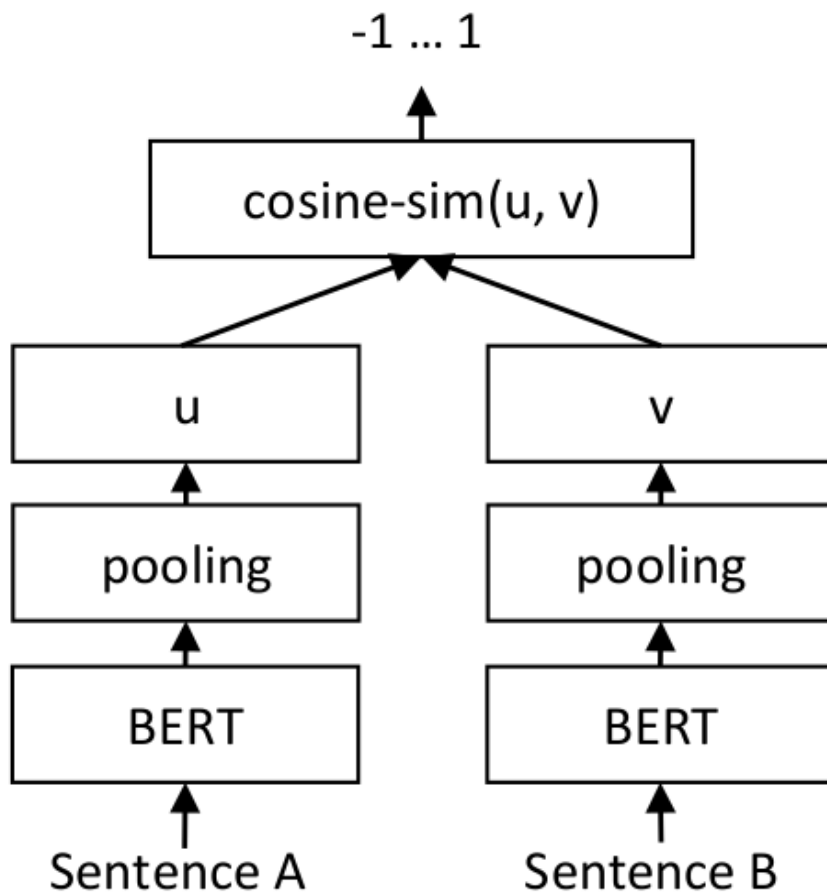 -1 ... 1
cosine-sim(u, v)
u
v
pooling
pooling
BERT
BERT
Sentence A
Sentence B